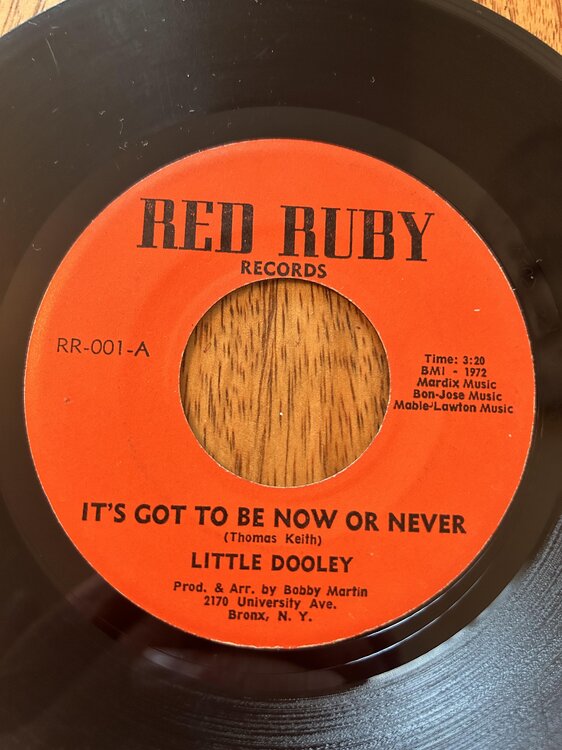 RED RUBY
RECORDS
RR-001-A
Time: 3:20
BMI - 1972
Mardix Music
Bon-Jose Music
Mable-Lawton Music
IT'S GOT TO BE NOW OR NEVER
(Thomas Keith)
LITTLE DOOLEY
Prod. & Arr. by Bobby Martin
2170 University Ave.
Bronx, N. Y.